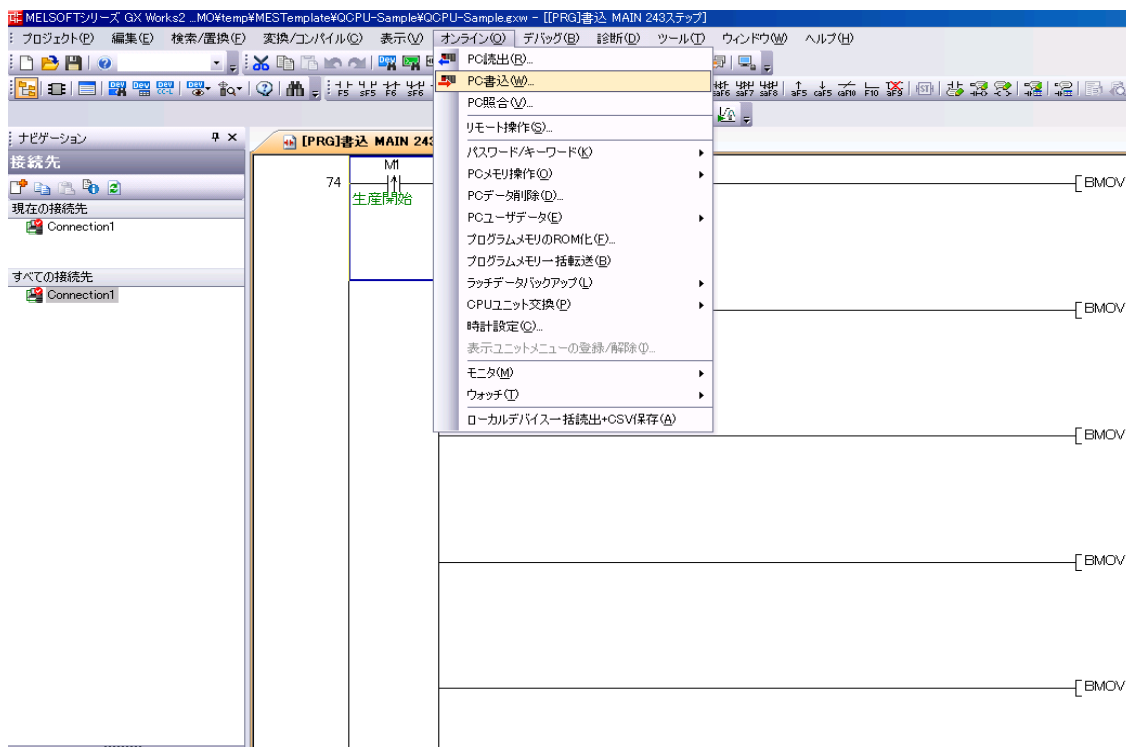 MELSOFTシリーズ GX Works2 ...MO¥temp¥MESTemplate¥QCPU-Sample¥QCPU-Sample.gxw - [[PRG]書込 MAIN 243ステップ]
プロジェクト(P) 編集(E) 検索/置換(F) 変換/コンパイル(C) 表示(V) オンライン(O) デバッグ(B) 診断(D) ツール(T) ウィンドウ(W) ヘルプ(H)
PC読出(R)...
PC書込(W)...
PC照合(V)...
リモート操作(S)...
パスワード/キーワード(K)
PCメモリ操作(O)
PCデータ削除(D)...
PCユーザデータ(E)
プログラムメモリのROM化(F)...
プログラムメモリ一括転送(B)
ラッチデータバックアップ(L)
CPUユニット交換(P)
時計設定(C)...
表示ユニットメニューの登録/解除(I)...
モニタ(M)
ウォッチ(T)
ローカルデバイス一括読出+CSV保存(A)
F5 sF5 F6 sF6
saF6 saF7 saF8 aF5 caF5 caF10 F10 aF9
ナビゲーション
接続先
現在の接続先
Connection1
すべての接続先
Connection1
[PRG]書込 MAIN 243
74
M1
生産開始
BMOV
BMOV
BMOV
BMOV
BMOV